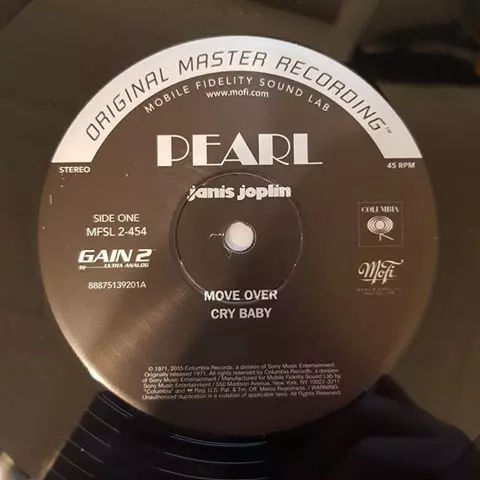 ORIGINAL MASTER RECORDING™
MOBILE FIDELITY SOUND LAB
www.mofi.com
PEARL
STEREO
45 RPM
janis joplin
SIDE ONE
MFSL 2-454
COLUMBIA
GAIN 2™
ULTRA ANALOG
MoFi
88875139201A
MOVE OVER
CRY BABY
℗ 1971, 2015 Columbia Records, a division of Sony Music Entertainment
Originally released 1971. All rights reserved by Columbia Records, a division
of Sony Music Entertainment / Manufactured for Mobile Fidelity Sound Lab by
Sony Music Entertainment / 550 Madison Avenue, New York, NY 10022-3211
"Columbia" and Reg. U.S. Pat. & Tm. Off. Marca Registrada. / WARNING:
Unauthorized duplication is a violation of applicable laws. All rights reserved.